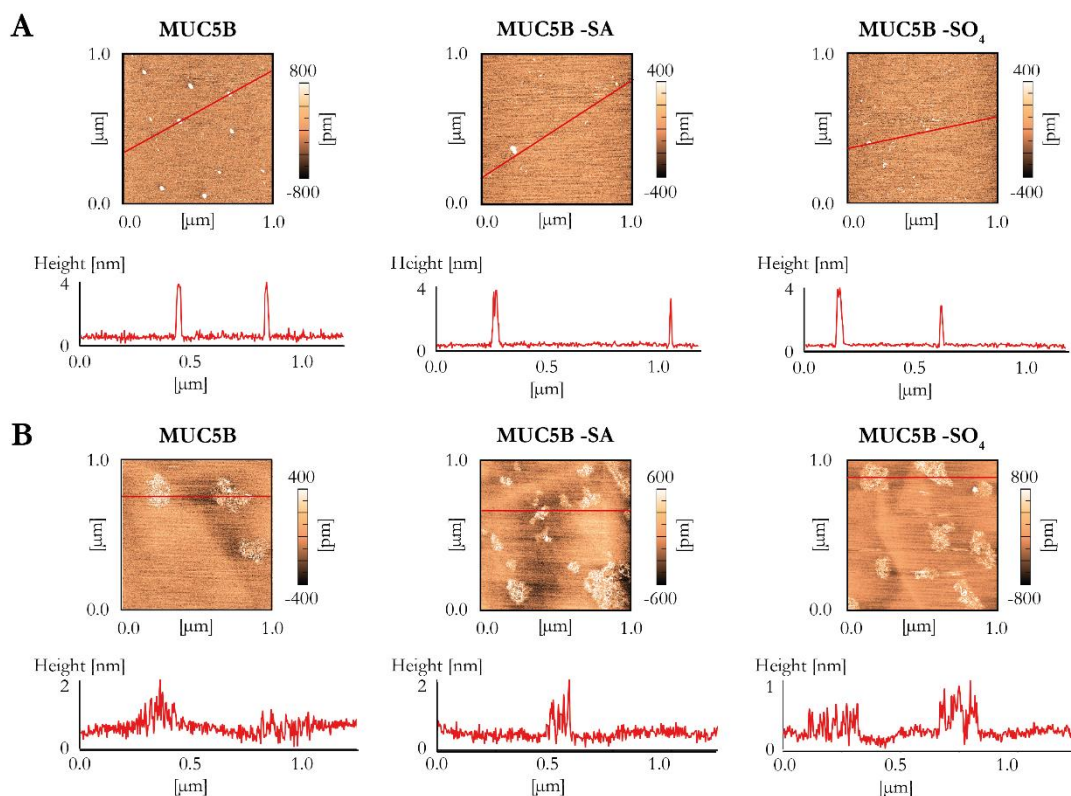 A
MUC5B
MUC5B -SA
MUC5B -SO4
1.0
[μm]
0.0
0.0
[μm]
1.0
800
[pm]
-800
1.0
[μm]
0.0
0.0
[μm]
1.0
400
[pm]
-400
1.0
[μm]
0.0
0.0
[μm]
1.0
400
[pm]
-400
Height [nm]
4
0
0.0
0.5
1.0
[μm]
Height [nm]
4
0
0.0
0.5
1.0
[μm]
Height [nm]
4
0
0.0
0.5
1.0
[μm]
B
MUC5B
MUC5B -SA
MUC5B -SO4
1.0
[μm]
0.0
0.0
[μm]
1.0
400
[pm]
-400
1.0
[μm]
0.0
0.0
[μm]
1.0
600
[pm]
-600
1.0
[μm]
0.0
0.0
[μm]
1.0
800
[pm]
-800
Height [nm]
2
0
0.0
0.5
1.0
[μm]
Height [nm]
2
0
0.0
0.5
1.0
[μm]
Height [nm]
1
0
0.0
0.5
1.0
[μm]